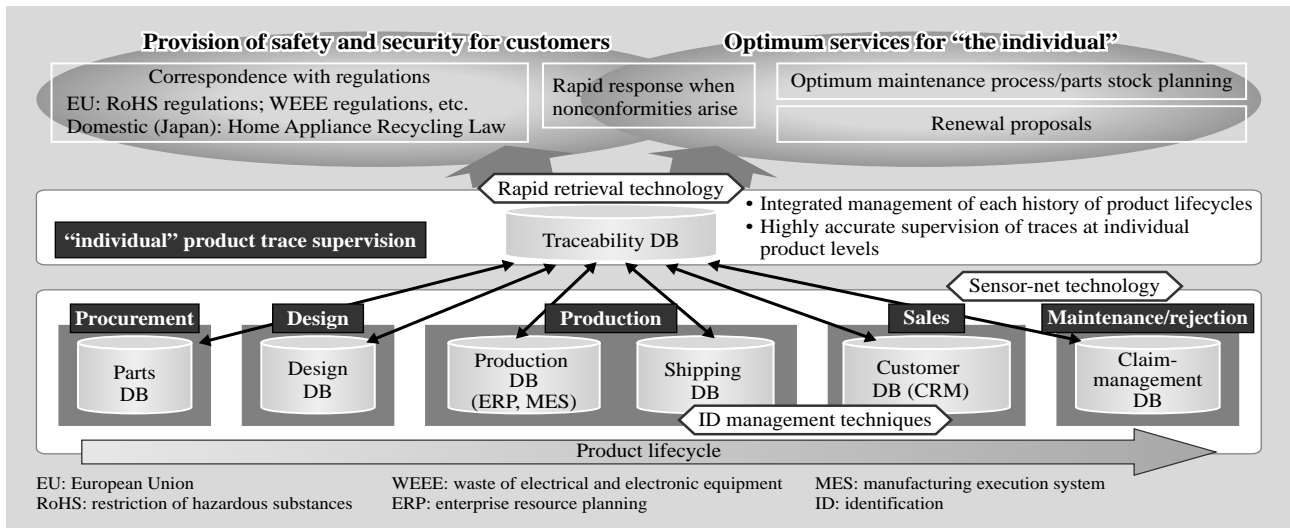 Provision of safety and security for customers
Optimum services for “the individual”
Correspondence with regulations
EU: RoHS regulations; WEEE regulations, etc.
Domestic (Japan): Home Appliance Recycling Law
Rapid response when
nonconformities arise
Optimum maintenance process/parts stock planning
Renewal proposals
Rapid retrieval technology
“individual” product trace supervision
Traceability DB
• Integrated management of each history of product lifecycles
• Highly accurate supervision of traces at individual
product levels
Sensor-net technology
Procurement
Design
Production
Sales
Maintenance/rejection
Parts
DB
Design
DB
Production
DB
(ERP, MES)
Shipping
DB
Customer
DB (CRM)
Claim-
management
DB
ID management techniques
Product lifecycle
EU: European Union
WEEE: waste of electrical and electronic equipment
MES: manufacturing execution system
RoHS: restriction of hazardous substances
ERP: enterprise resource planning
ID: identification